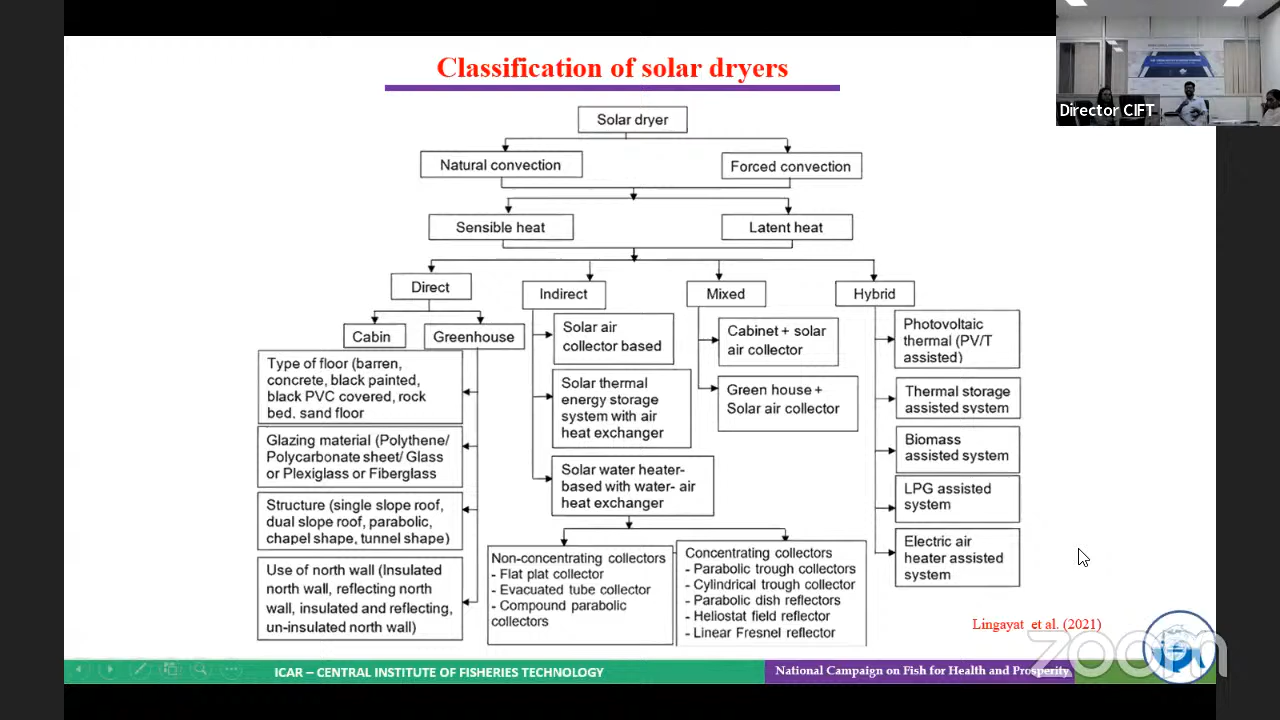 Classification of solar dryers
Director CIFT
Solar dryer
Natural convection
Forced convection
Sensible heat
Latent heat
Direct
Indirect
Mixed
Hybrid
Cabin
Greenhouse
Type of floor (barren,
concrete, black painted,
black PVC covered, rock
bed, sand floor
Glazing material (Polythene/
Polycarbonate sheet/ Glass
or Plexiglass or Fiberglass
Structure (single slope roof,
dual slope roof, parabolic,
chapel shape, tunnel shape)
Use of north wall (Insulated
north wall, reflecting north
wall, insulated and reflecting,
un-insulated north wall)
Solar air
collector based
Solar thermal
energy storage
system with air
heat exchanger
Solar water heater-
based with water- air
heat exchanger
Non-concentrating collectors
- Flat plat collector
- Evacuated tube collector
- Compound parabolic
collectors
Concentrating collectors
- Parabolic trough collectors
- Cylindrical trough collector
- Parabolic dish reflectors
- Heliostat field reflector
- Linear Fresnel reflector
Cabinet + solar
air collector
Green house +
Solar air collector
Photovoltaic
thermal (PV/T
assisted)
Thermal storage
assisted system
Biomass
assisted system
LPG assisted
system
Electric air
heater assisted
system
Lingayat et al. (2021)
zoom
ICAR – CENTRAL INSTITUTE OF FISHERIES TECHNOLOGY
National Campaign on Fish for Health and Prosperity